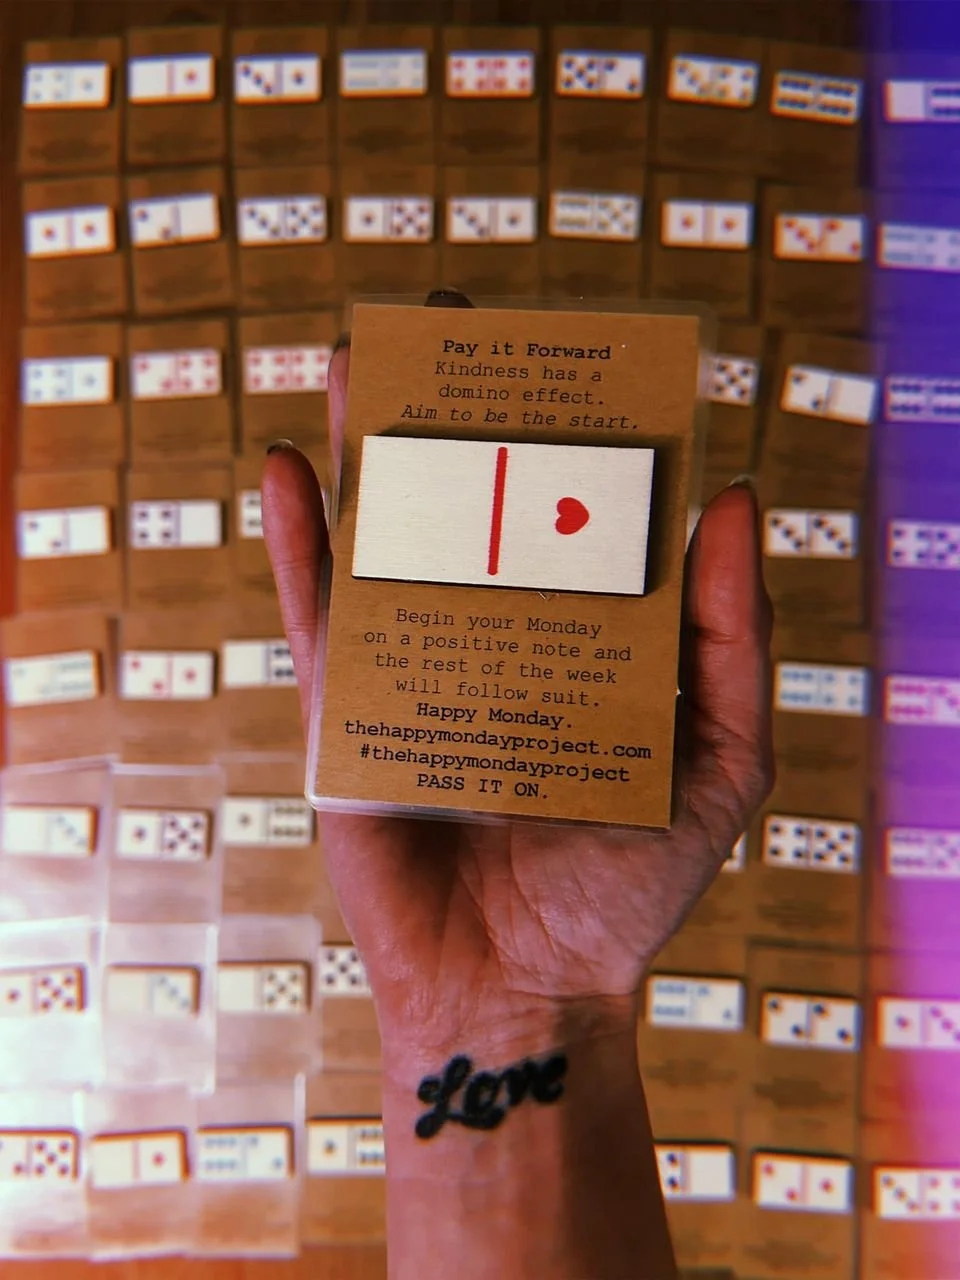 Pay it Forward
Kindness has a
domino effect.
Aim to be the start.
Begin your Monday
on a positive note and
the rest of the week
will follow suit.
Happy Monday.
thehappymondayproject.com
#thehappymondayproject
PASS IT ON.
Love